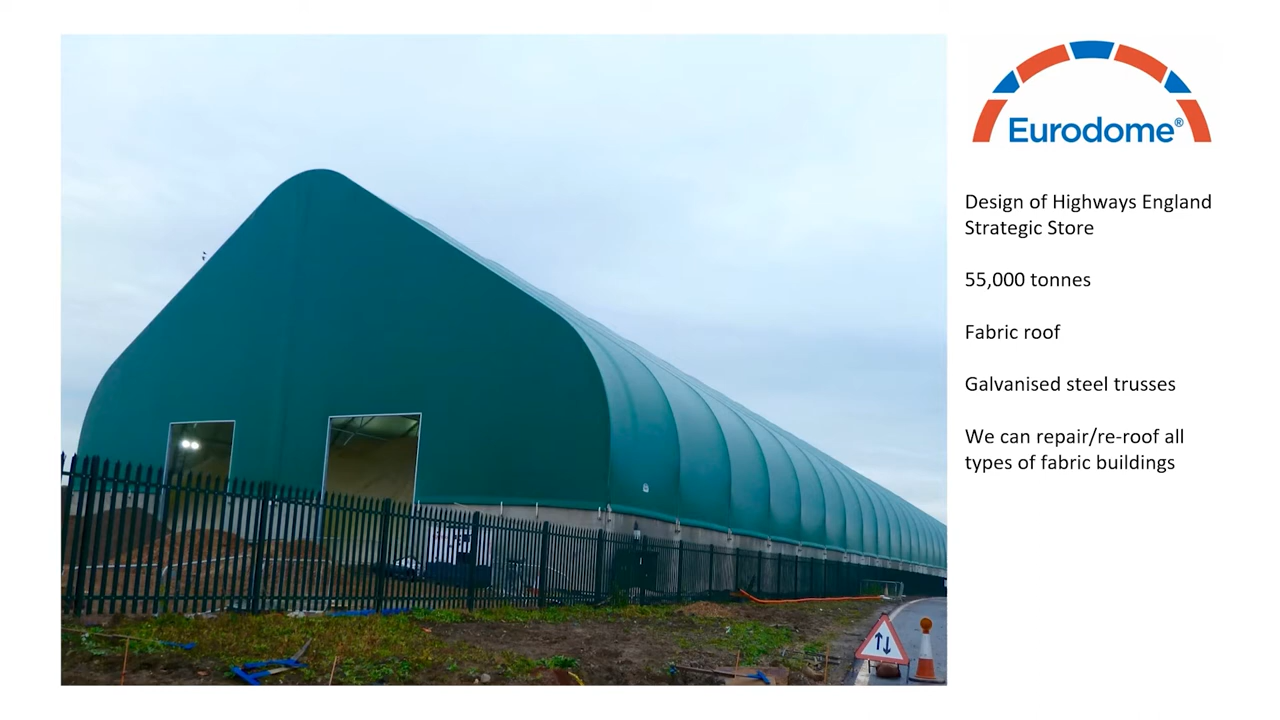 Eurodome®
Design of Highways England
Strategic Store
55,000 tonnes
Fabric roof
Galvanised steel trusses
We can repair/re-roof all
types of fabric buildings